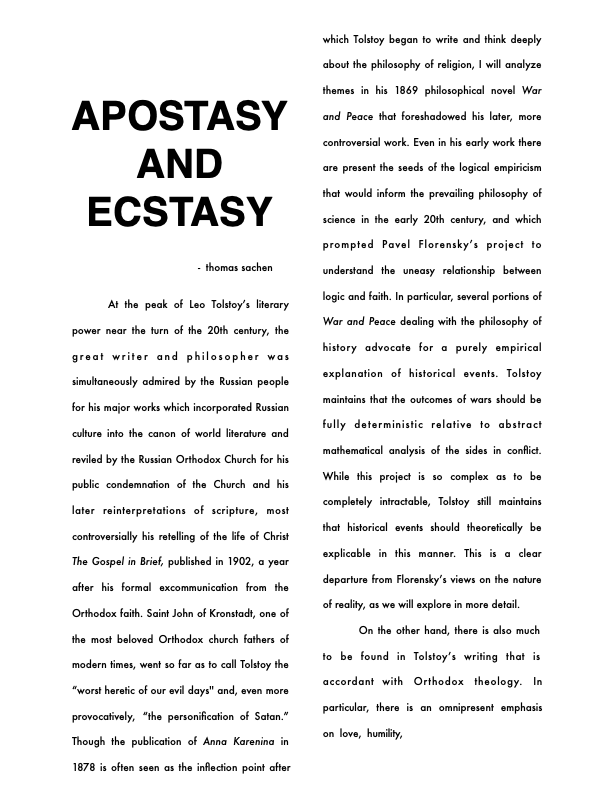 APOSTASY
AND
ECSTASY
- thomas sachen
At the peak of Leo Tolstoy's literary
power near the turn of the 20th century, the
great writer and philosopher was
simultaneously admired by the Russian people
for his major works which incorporated Russian
culture into the canon of world literature and
reviled by the Russian Orthodox Church for his
public condemnation of the Church and his
later reinterpretations of scripture, most
controversially his retelling of the life of Christ
The Gospel in Brief, published in 1902, a year
after his formal excommunication from the
Orthodox faith. Saint John of Kronstadt, one of
the most beloved Orthodox church fathers of
modern times, went so far as to call Tolstoy the
“worst heretic of our evil days" and, even more
provocatively, “the personification of Satan.”
Though the publication of Anna Karenina in
1878 is often seen as the inflection point after
which Tolstoy began to write and think deeply
about the philosophy of religion, I will analyze
themes in his 1869 philosophical novel War
and Peace that foreshadowed his later, more
controversial work. Even in his early work there
are present the seeds of the logical empiricism
that would inform the prevailing philosophy of
science in the early 20th century, and which
prompted Pavel Florensky's project to
understand the uneasy relationship between
logic and faith. In particular, several portions of
War and Peace dealing with the philosophy of
history advocate for a purely empirical
explanation of historical events. Tolstoy
maintains that the outcomes of wars should be
fully deterministic relative to abstract
mathematical analysis of the sides in conflict.
While this project is so complex as to be
completely intractable, Tolstoy still maintains
that historical events should theoretically be
explicable in this manner. This is a clear
departure from Florensky's views on the nature
of reality, as we will explore in more detail.
On the other hand, there is also much
to be found in Tolstoy's writing that is
accordant with Orthodox theology. In
particular, there is an omnipresent emphasis
on love, humility,